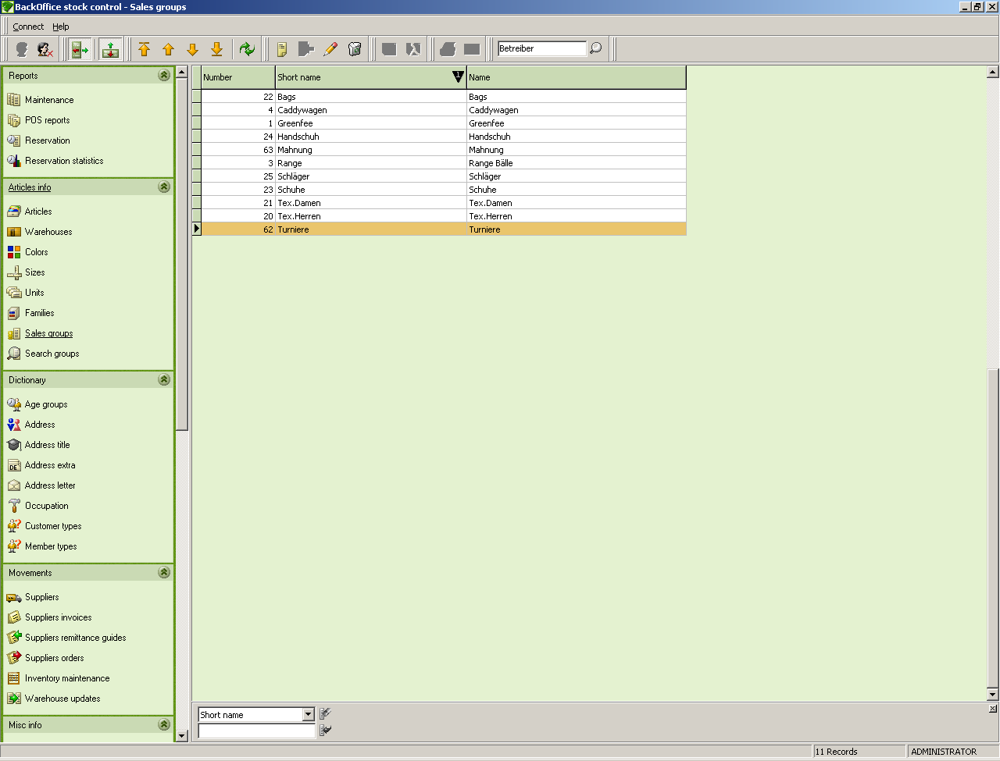 BackOffice stock control - Sales groups
Connect Help
Betreiber
Reports
Maintenance
POS reports
Reservation
Reservation statistics
Articles info
Articles
Warehouses
Colors
Sizes
Units
Families
Sales groups
Search groups
Dictionary
Age groups
Address
Address title
DE Address extra
Address letter
Occupation
Customer types
Member types
Movements
Suppliers
Suppliers invoices
Suppliers remittance guides
Suppliers orders
Inventory maintenance
Warehouse updates
Misc info
Number Short name 1 Name
22 Bags Bags
4 Caddywagen Caddywagen
1 Greenfee Greenfee
24 Handschuh Handschuh
63 Mahnung Mahnung
3 Range Range Bälle
25 Schläger Schläger
23 Schuhe Schuhe
21 Tex.Damen Tex.Damen
20 Tex.Herren Tex.Herren
62 Turniere Turniere
Short name
11 Records ADMINISTRATOR